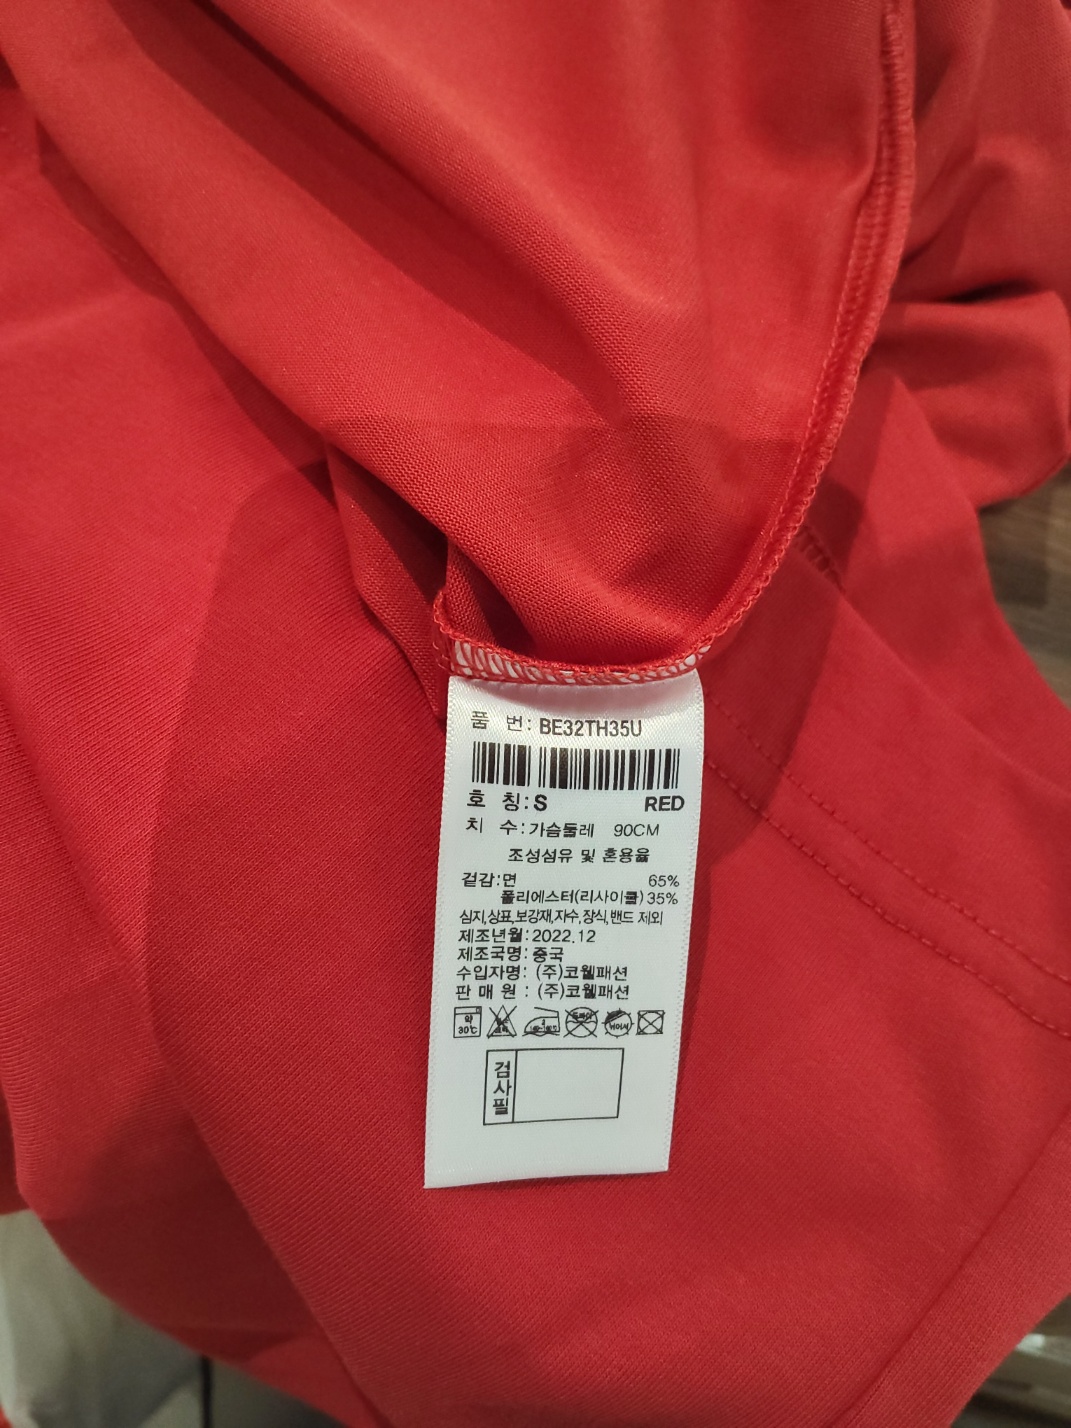 품 번: BE32TH35U
호 칭: S RED
치 수: 가슴둘레 90CM
조성섬유 및 혼용율
겉감: 면 65%
폴리에스터(리사이클) 35%
심지,상표,보강재,자수,장식,밴드 제외
제조년월: 2022.12
제조국명: 중국
수입자명: (주)코웰패션
판 매 원 : (주)코웰패션
약 30℃
검사필